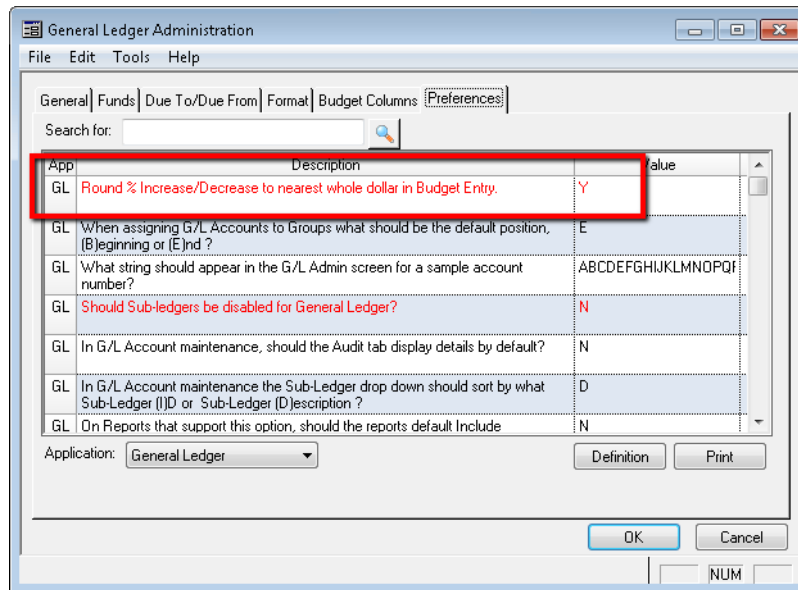 General Ledger Administration
File Edit Tools Help
General Funds Due To/Due From Format Budget Columns Preferences
Search for:
App Description alue
GL Round % Increase/Decrease to nearest whole dollar in Budget Entry. Y
GL When assigning G/L Accounts to Groups what should be the default position, E
(B)eginning or (E)nd ?
GL What string should appear in the G/L Admin screen for a sample account ABCDEFGHIJKLMNOPQF
number?
GL Should Sub-ledgers be disabled for General Ledger? N
GL In G/L Account maintenance, should the Audit tab display details by default? N
GL In G/L Account maintenance the Sub-Ledger drop down should sort by what D
Sub-Ledger (I)D or Sub-Ledger (D)escription ?
GL On Reports that support this option, should the reports default Include N
Application: General Ledger Definition Print
OK Cancel
NUM